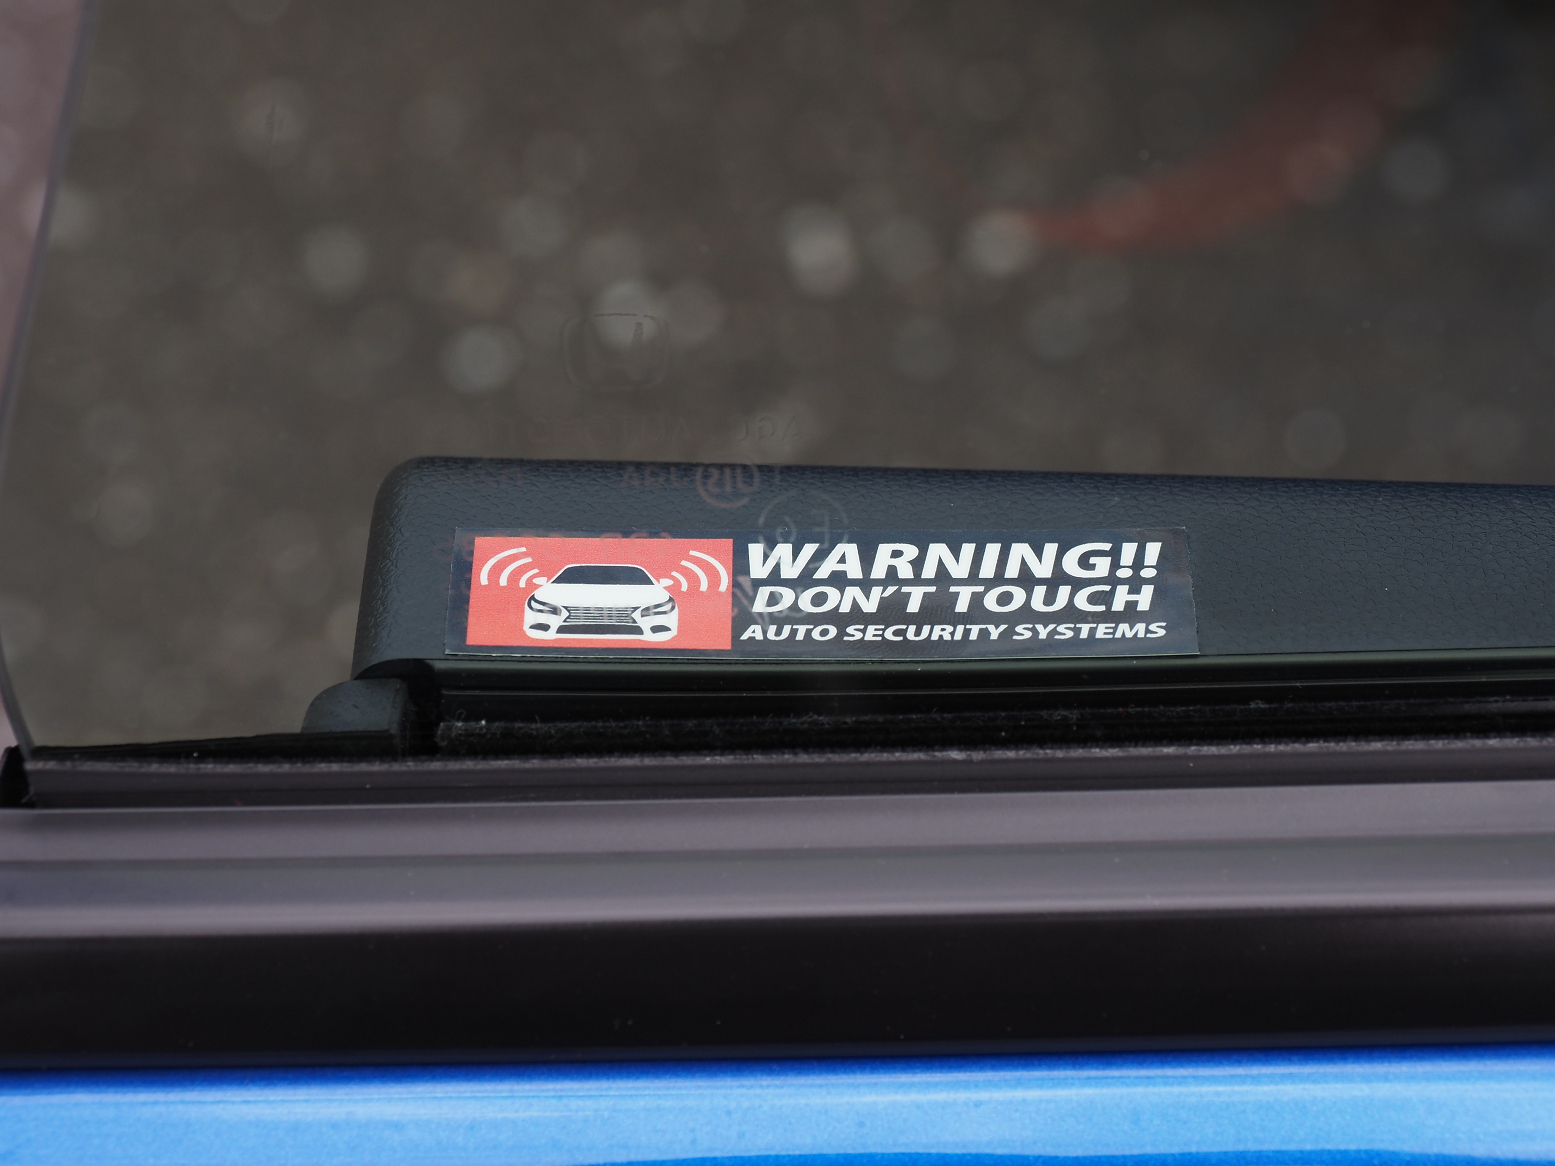 WARNING!!
DON'T TOUCH
AUTO SECURITY SYSTEMS